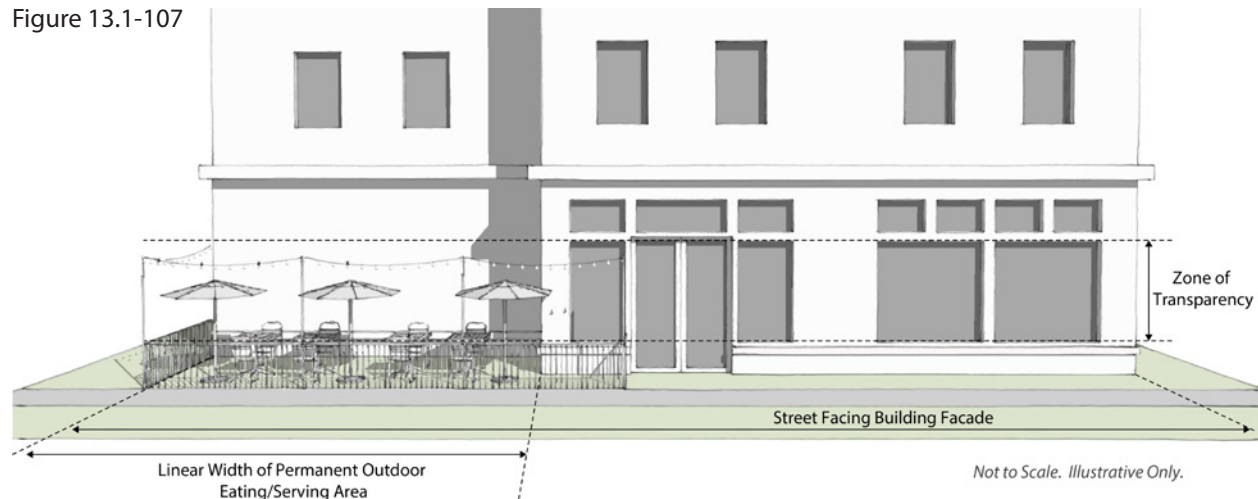 Figure 13.1-107
Zone of
Transparency
Street Facing Building Facade
Linear Width of Permanent Outdoor
Eating/Serving Area
Not to Scale. Illustrative Only.